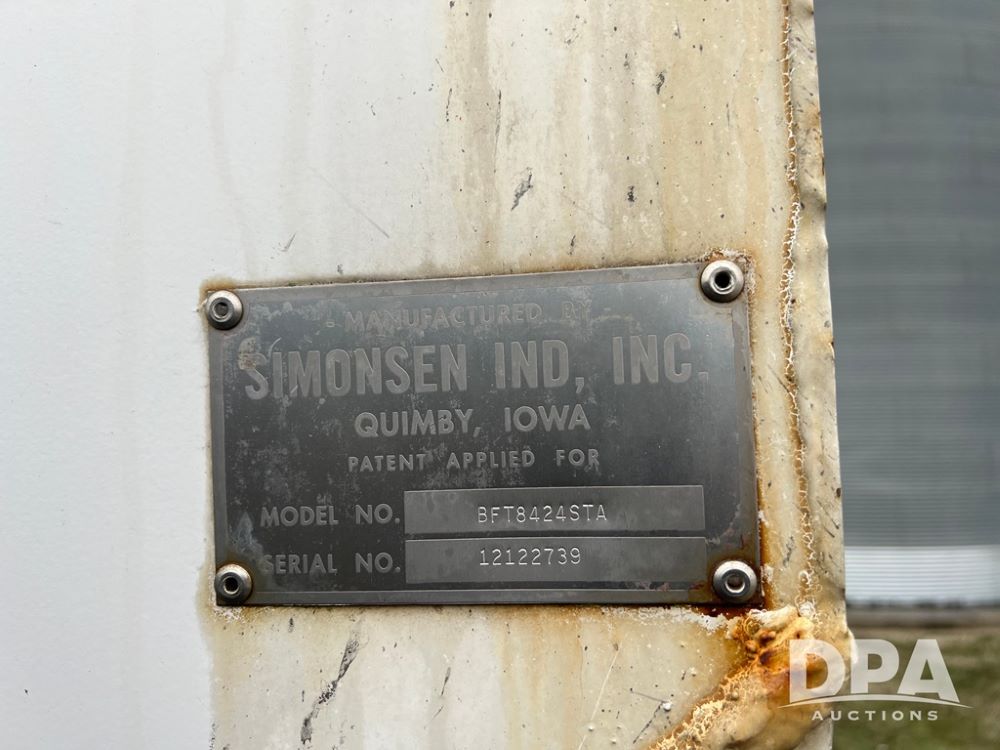 MANUFACTURED BY
SIMONSEN IND, INC.
QUIMBY, IOWA
PATENT APPLIED FOR
MODEL NO. BFT8424STA
SERIAL NO. 12122739
DPA
AUCTIONS